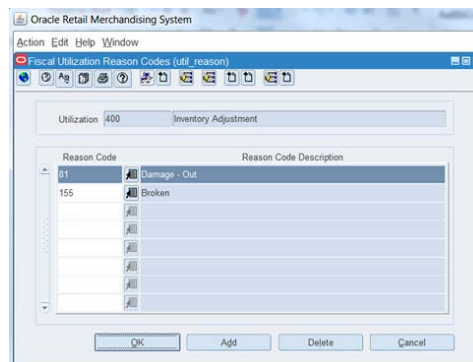 Oracle Retail Merchandising System
Action Edit Help Window
Fiscal Utilization Reason Codes (util_reason)
Utilization 400 Inventory Adjustment
Reason Code Reason Code Description
81 Damage - Out
155 Broken
OK Add Delete Cancel